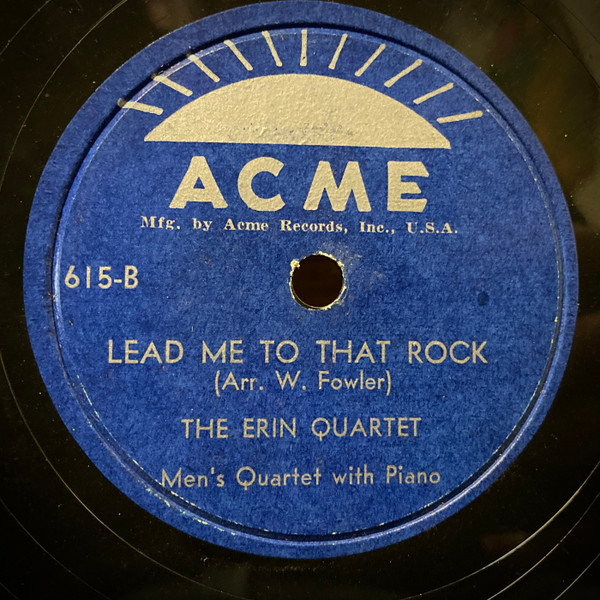 ACME
Mfg. by Acme Records, Inc., U.S.A.
615-B
LEAD ME TO THAT ROCK
(Arr. W. Fowler)
THE ERIN QUARTET
Men's Quartet with Piano